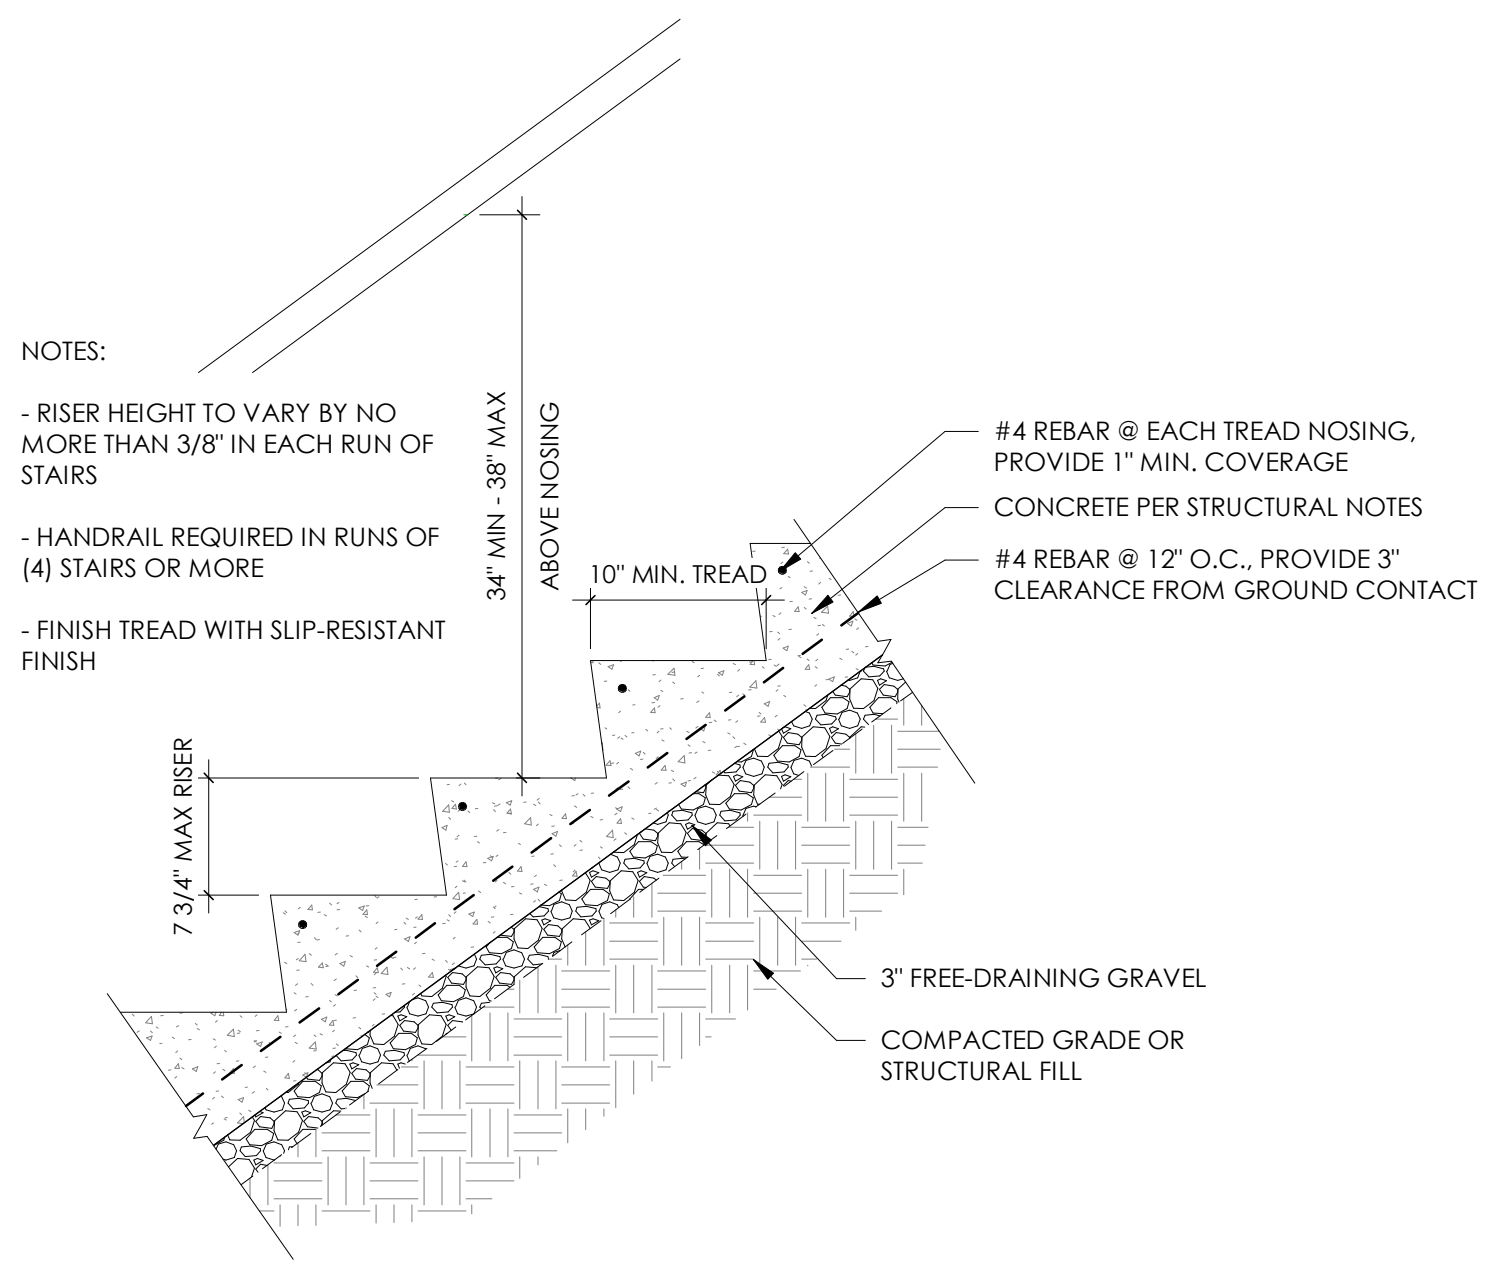 NOTES:
- RISER HEIGHT TO VARY BY NO
MORE THAN 3/8" IN EACH RUN OF
STAIRS
- HANDRAIL REQUIRED IN RUNS OF
(4) STAIRS OR MORE
- FINISH TREAD WITH SLIP-RESISTANT
FINISH
34" MIN - 38" MAX
ABOVE NOSING
10" MIN. TREAD
7 3/4" MAX RISER
#4 REBAR @ EACH TREAD NOSING,
PROVIDE 1" MIN. COVERAGE
CONCRETE PER STRUCTURAL NOTES
#4 REBAR @ 12" O.C., PROVIDE 3"
CLEARANCE FROM GROUND CONTACT
3" FREE-DRAINING GRAVEL
COMPACTED GRADE OR
STRUCTURAL FILL